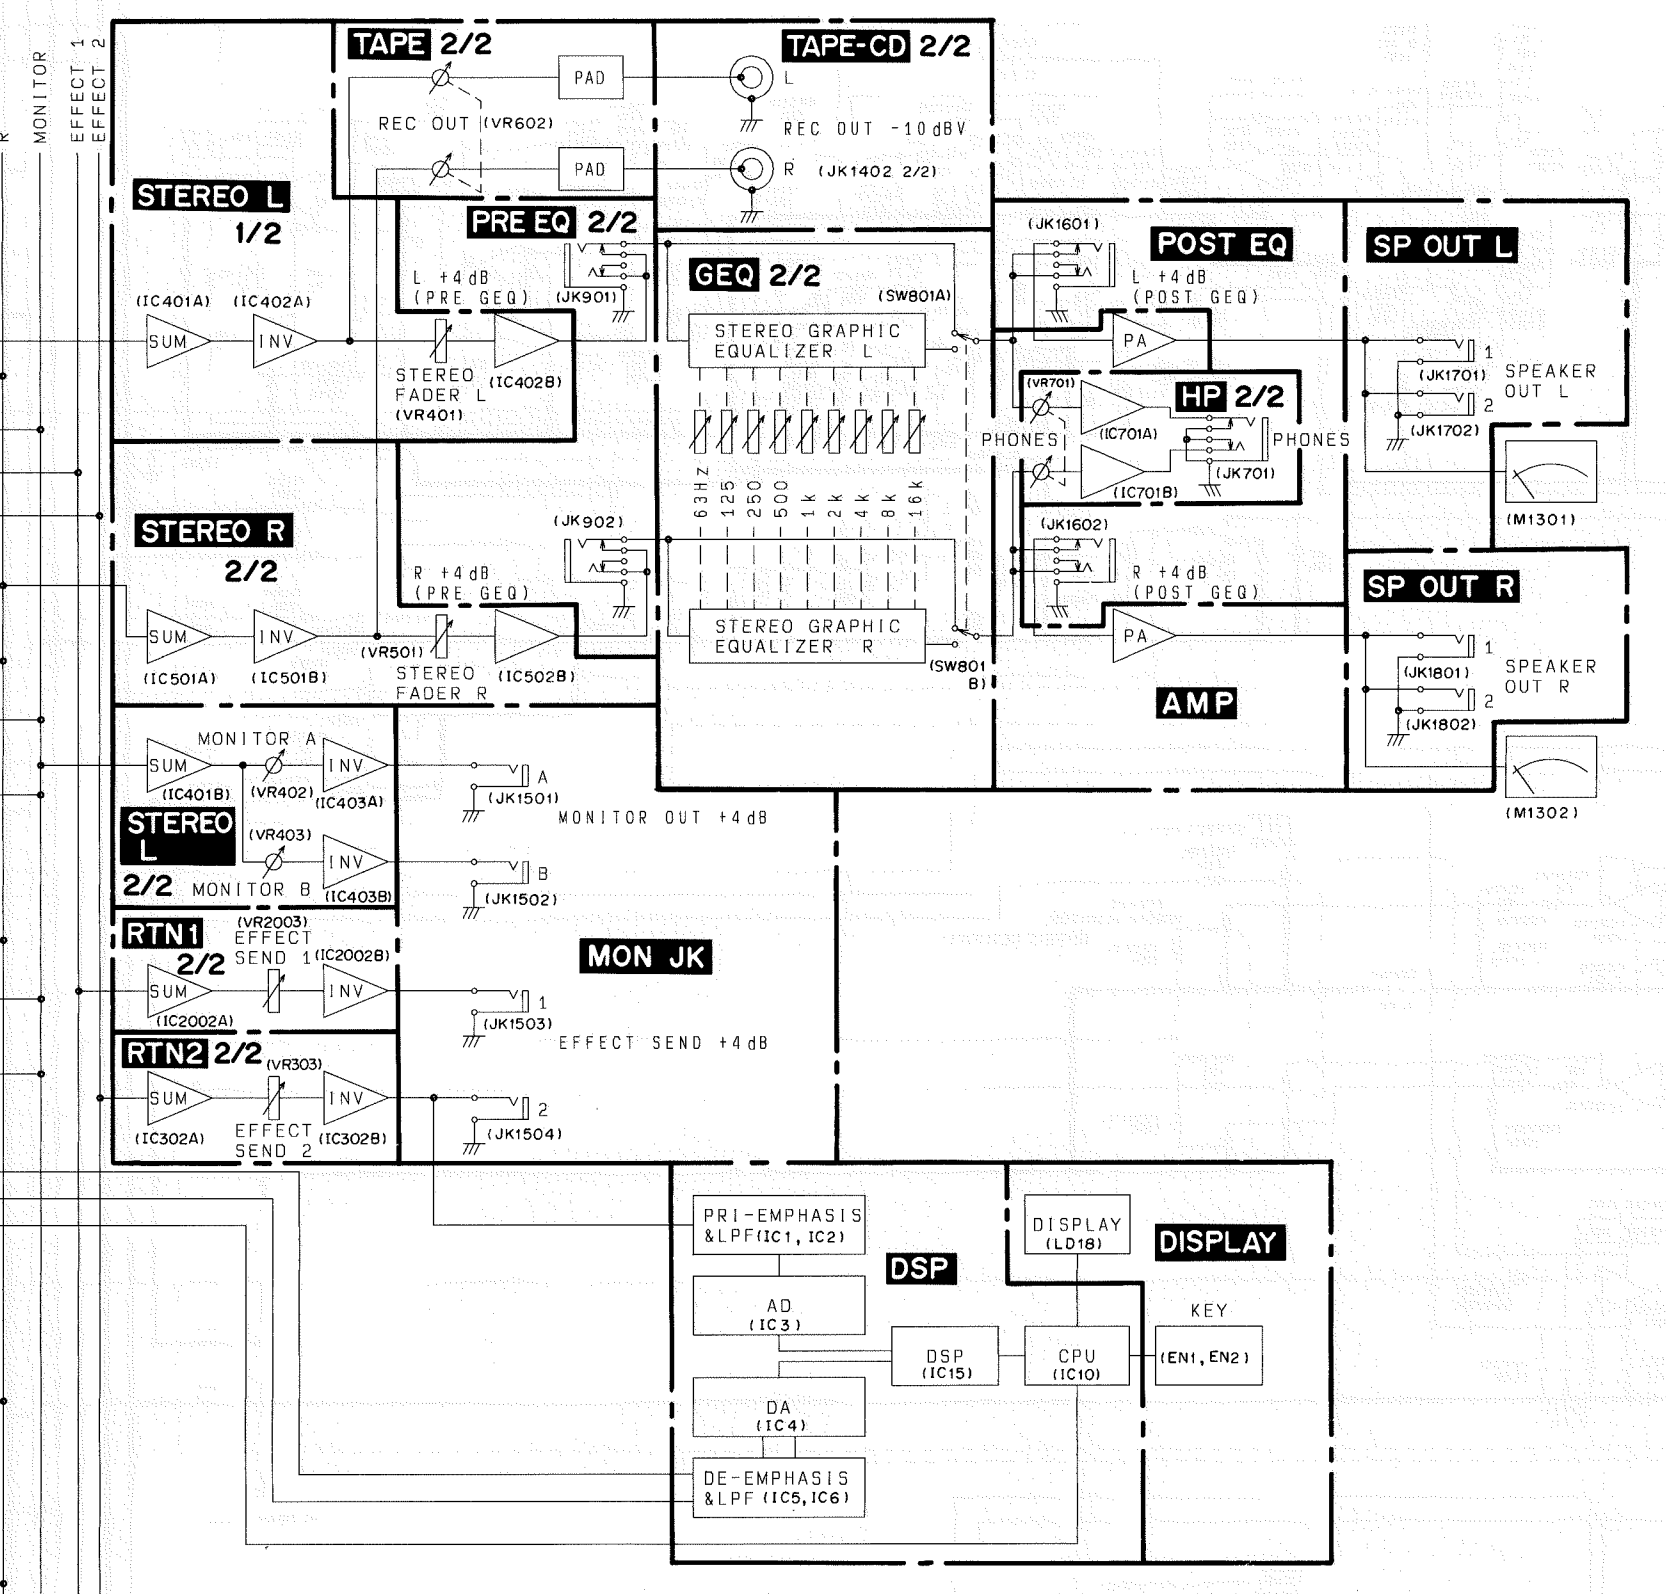 R
MONITOR
EFFECT 1
EFFECT 2
TAPE 2/2
PAD
REC OUT (VR602)
PAD
TAPE-CD 2/2
L
REC OUT -10dBV
R (JK1402 2/2)
STEREO L
1/2
(IC401A) (IC402A)
SUM
INV
PRE EQ 2/2
L +4dB
(PRE GEQ)
(JK901)
STEREO
FADER L
(VR401)
(IC402B)
GEQ 2/2
(SW801A)
STEREO GRAPHIC
EQUALIZER L
63Hz
125
250
500
1k
2k
4k
8k
16k
STEREO GRAPHIC
EQUALIZER R
(SW801
B)
(JK1601)
POST EQ
L +4dB
(POST GEQ)
PA
(VR701)
HP 2/2
PHONES
(IC701A)
PHONES
(JK701)
(IC701B)
(JK1602)
R +4dB
(POST GEQ)
PA
AMP
SP OUT L
1
(JK1701)
SPEAKER
OUT L
2
(JK1702)
(M1301)
SP OUT R
1
(JK1801)
SPEAKER
OUT R
2
(JK1802)
(M1302)
STEREO R
2/2
(JK902)
R +4dB
(PRE GEQ)
SUM
INV
(VR501)
(IC501A) (IC501B)
STEREO
FADER R
(IC502B)
MONITOR A
SUM
INV
(IC401B)
(VR402)
(IC403A)
STEREO
L
2/2
(VR403)
INV
MONITOR B
(IC403B)
A
(JK1501)
MONITOR OUT +4dB
B
(JK1502)
RTN1
2/2
(VR2003)
EFFECT
SEND 1
(IC2002B)
SUM
INV
(IC2002A)
MON JK
1
(JK1503)
EFFECT SEND +4dB
RTN2 2/2
(VR303)
SUM
INV
(IC302A)
EFFECT
SEND 2
(IC302B)
2
(JK1504)
PRI-EMPHASIS
&LPF(IC1, IC2)
DSP
DISPLAY
(LD18)
DISPLAY
AD
(IC3)
KEY
DSP
(IC15)
CPU
(IC10)
(EN1, EN2)
DA
(IC4)
DE-EMPHASIS
&LPF (IC5, IC6)